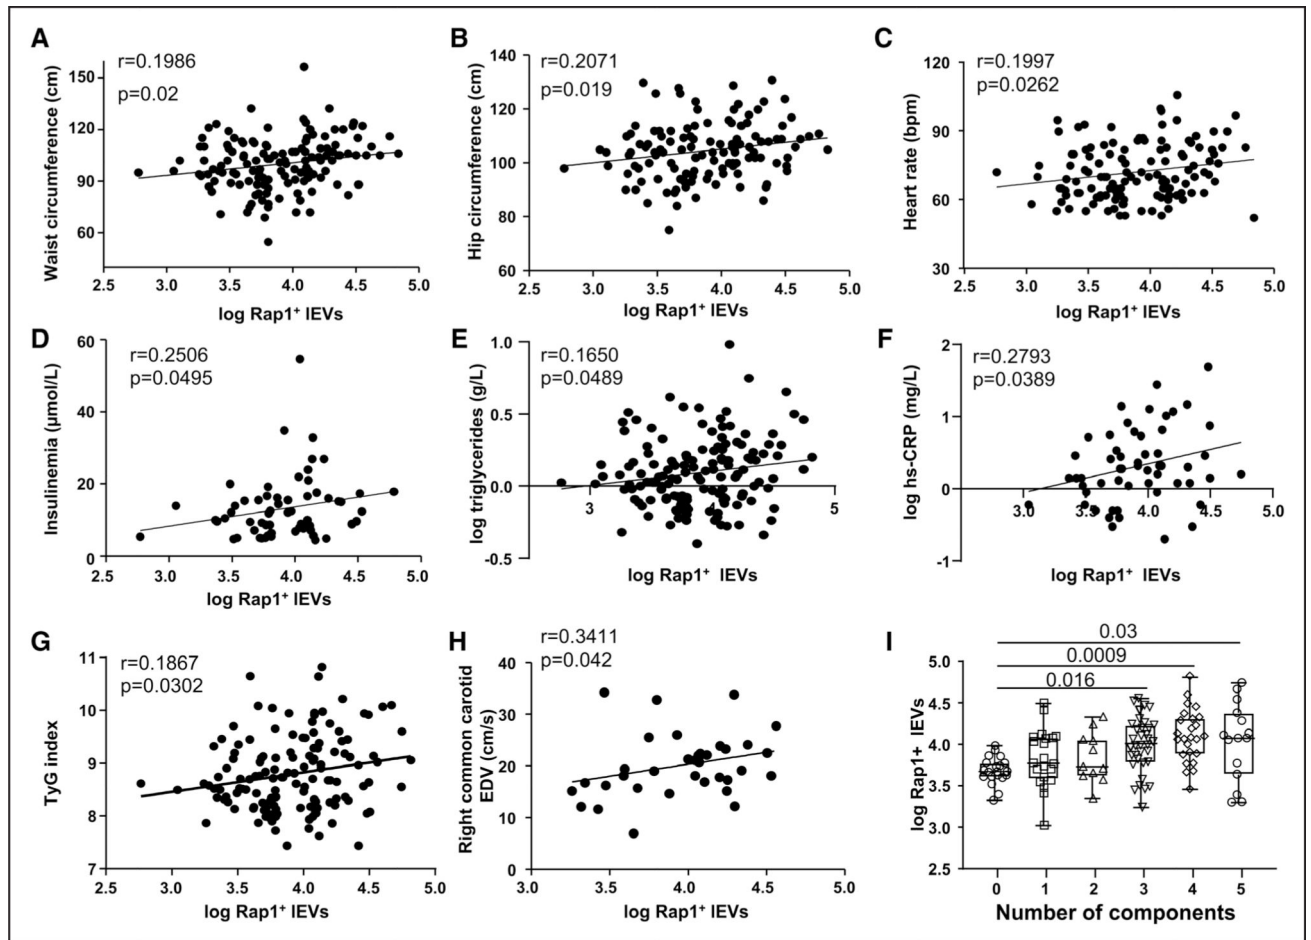 A
r=0.1986
p=0.02
Waist circumference (cm)
150
120
90
60
2.5 3.0 3.5 4.0 4.5 5.0
log Rap1⁺ lEVs
B
r=0.2071
p=0.019
Hip circumference (cm)
140
120
100
80
60
2.5 3.0 3.5 4.0 4.5 5.0
log Rap1⁺ lEVs
C
r=0.1997
p=0.0262
Heart rate (bpm)
120
90
60
30
2.5 3.0 3.5 4.0 4.5 5.0
log Rap1⁺ lEVs
D
r=0.2506
p=0.0495
Insulinemia (µmol/L)
60
40
20
0
2.5 3.0 3.5 4.0 4.5 5.0
log Rap1⁺ lEVs
E
r=0.1650
p=0.0489
log triglycerides (g/L)
1.0
0.5
0.0
-0.5
3 5
log Rap1⁺ lEVs
F
r=0.2793
p=0.0389
log hs-CRP (mg/L)
2
1
0
-1
3.0 3.5 4.0 4.5 5.0
log Rap1⁺ lEVs
G
r=0.1867
p=0.0302
TyG index
11
10
9
8
7
2.5 3.0 3.5 4.0 4.5 5.0
log Rap1⁺ lEVs
H
r=0.3411
p=0.042
Right common carotid
EDV (cm/s)
40
30
20
10
0
3.0 3.5 4.0 4.5 5.0
log Rap1⁺ lEVs
I
0.03
0.0009
0.016
log Rap1+ lEVs
5.0
4.5
4.0
3.5
3.0
2.5
0 1 2 3 4 5
Number of components